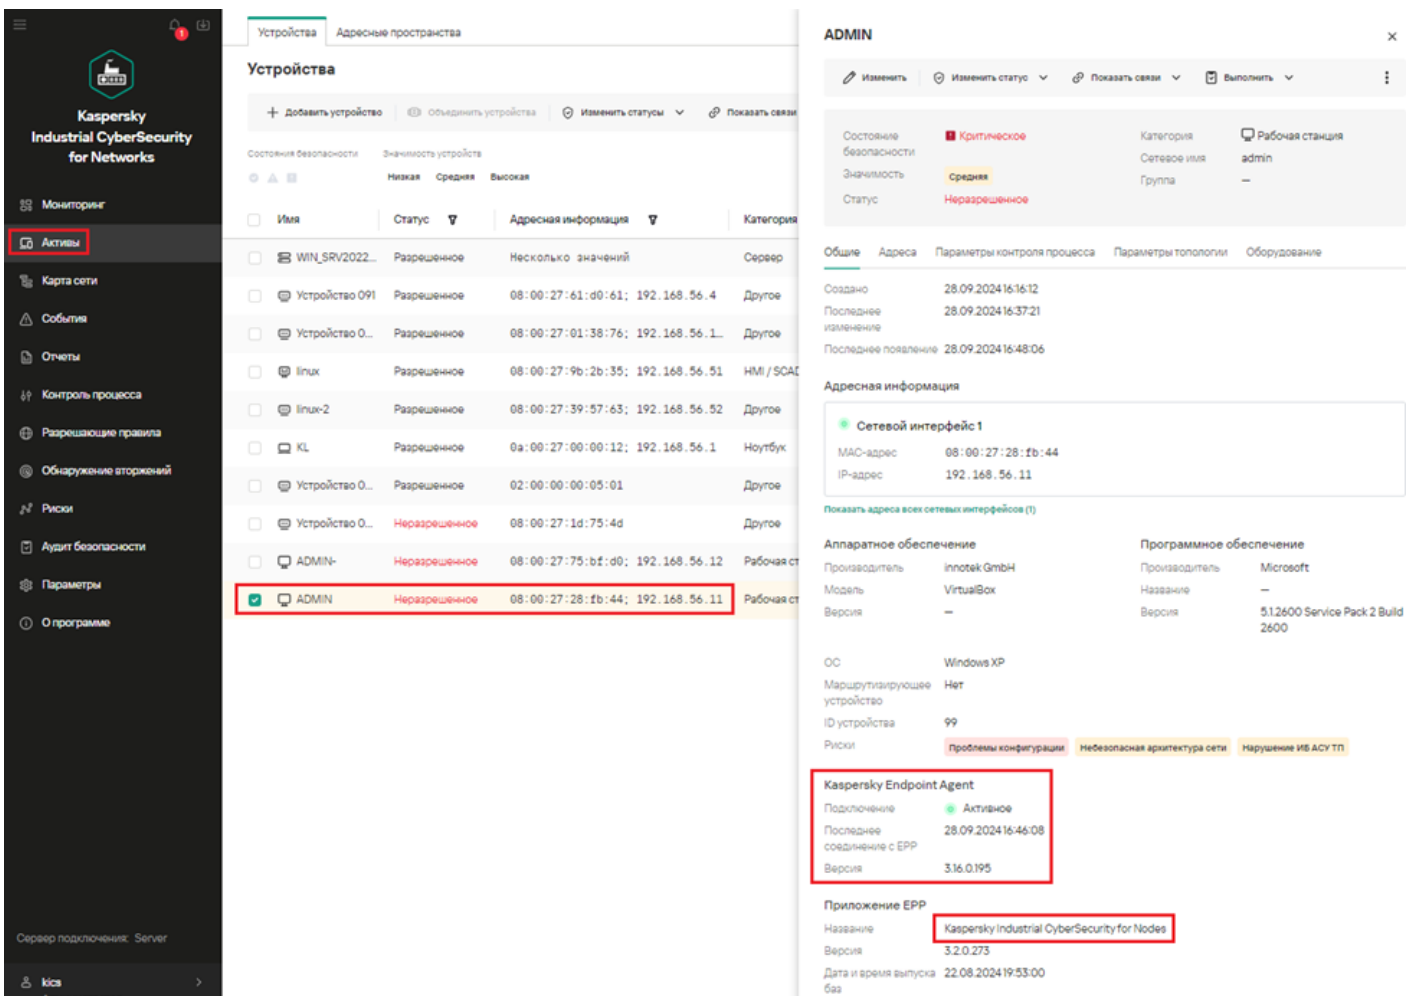 1
Kaspersky
Industrial CyberSecurity
for Networks
Мониторинг
Активы
Карта сети
События
Отчеты
Контроль процесса
Разрешающие правила
Обнаружение вторжений
Риски
Аудит безопасности
Параметры
О программе
Сервер подключения: Server
kics
Устройства Адресные пространства
Устройства
Добавить устройство Объединить устройства Изменить статусы Показать связи
Состояния безопасности Значимость устройств
Низкая Средняя Высокая
Имя Статус Адресная информация Категория
WIN_SRV2022... Разрешенное Несколько значений Сервер
Устройство 091 Разрешенное 08:00:27:61:d0:61; 192.168.56.4 Другое
Устройство 0... Разрешенное 08:00:27:01:38:76; 192.168.56.1... Другое
linux Разрешенное 08:00:27:9b:2b:35; 192.168.56.51 HMI / SCAD
linux-2 Разрешенное 08:00:27:39:57:63; 192.168.56.52 Другое
KL Разрешенное 0a:00:27:00:00:12; 192.168.56.1 Ноутбук
Устройство 0... Разрешенное 02:00:00:00:05:01 Другое
Устройство 0... Неразрешенное 08:00:27:1d:75:4d Другое
ADMIN- Неразрешенное 08:00:27:75:bf:d0; 192.168.56.12 Рабочая ст
ADMIN Неразрешенное 08:00:27:28:fb:44; 192.168.56.11 Рабочая ст
ADMIN
Изменить Изменить статус Показать связи Выполнить
Состояние безопасности Критическое
Значимость Средняя
Статус Неразрешенное
Категория Рабочая станция
Сетевое имя admin
Группа —
Общие Адреса Параметры контроля процесса Параметры топологии Оборудование
Создано 28.09.2024 16:16:12
Последнее изменение 28.09.2024 16:37:21
Последнее появление 28.09.2024 16:48:06
Адресная информация
Сетевой интерфейс 1
MAC-адрес 08:00:27:28:fb:44
IP-адрес 192.168.56.11
Показать адреса всех сетевых интерфейсов (1)
Аппаратное обеспечение
Производитель innotek GmbH
Модель VirtualBox
Версия —
Программное обеспечение
Производитель Microsoft
Название —
Версия 5.1.2600 Service Pack 2 Build
2600
ОС Windows XP
Маршрутизирующее устройство Нет
ID устройства 99
Риски Проблемы конфигурации Небезопасная архитектура сети Нарушение ИБ АСУ ТП
Kaspersky Endpoint Agent
Подключение Активное
Последнее соединение с EPP 28.09.2024 16:46:08
Версия 3.16.0.195
Приложение EPP
Название Kaspersky Industrial CyberSecurity for Nodes
Версия 3.2.0.273
Дата и время выпуска баз 22.08.2024 19:53:00